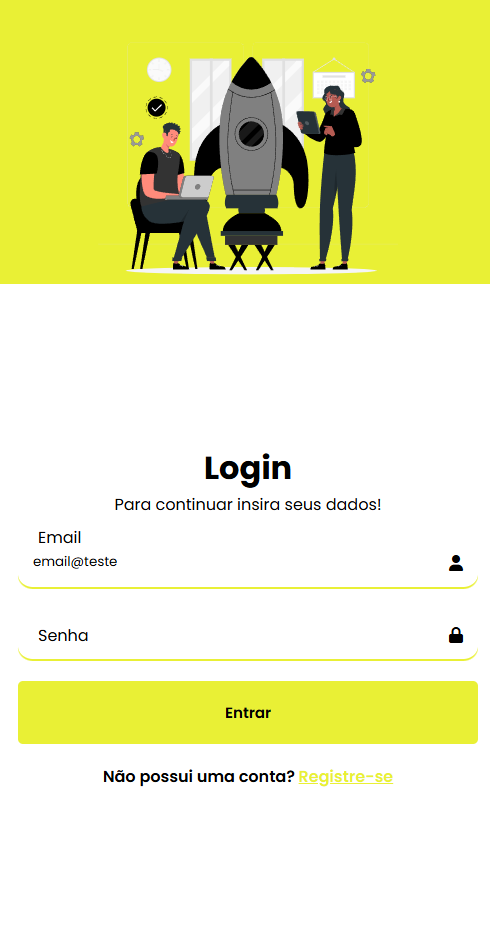 Login
Para continuar insira seus dados!
Email
email@teste
Senha
Entrar
Não possui uma conta? Registre-se